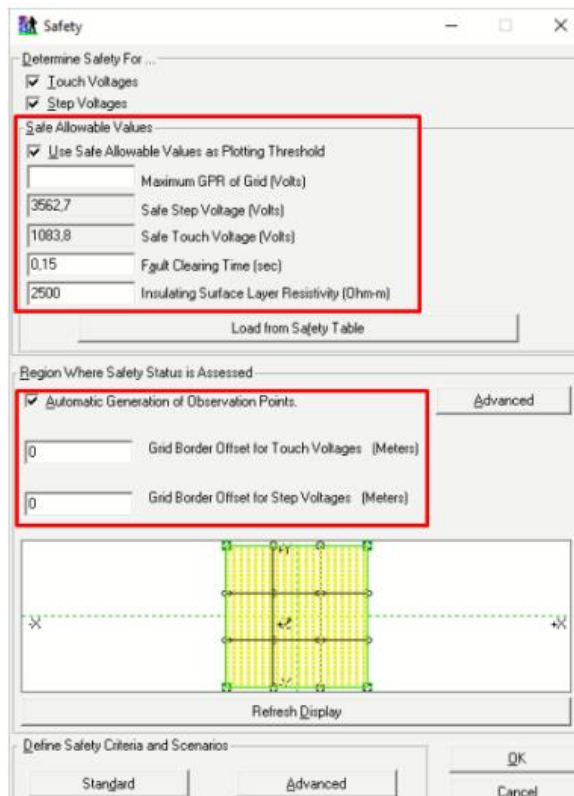 Safety
Determine Safety For ...
Touch Voltages
Step Voltages
Safe Allowable Values
Use Safe Allowable Values as Plotting Threshold
Maximum GPR of Grid (Volts)
3562,7 Safe Step Voltage (Volts)
1083,8 Safe Touch Voltage (Volts)
0,15 Fault Clearing Time (sec)
2500 Insulating Surface Layer Resistivity (Ohm-m)
Load from Safety Table
Region Where Safety Status is Assessed
Automatic Generation of Observation Points. Advanced
0 Grid Border Offset for Touch Voltages (Meters)
0 Grid Border Offset for Step Voltages (Meters)
+Y
-X +Z +X
-Y
Refresh Display
Define Safety Criteria and Scenarios
OK
Standard Advanced Cancel